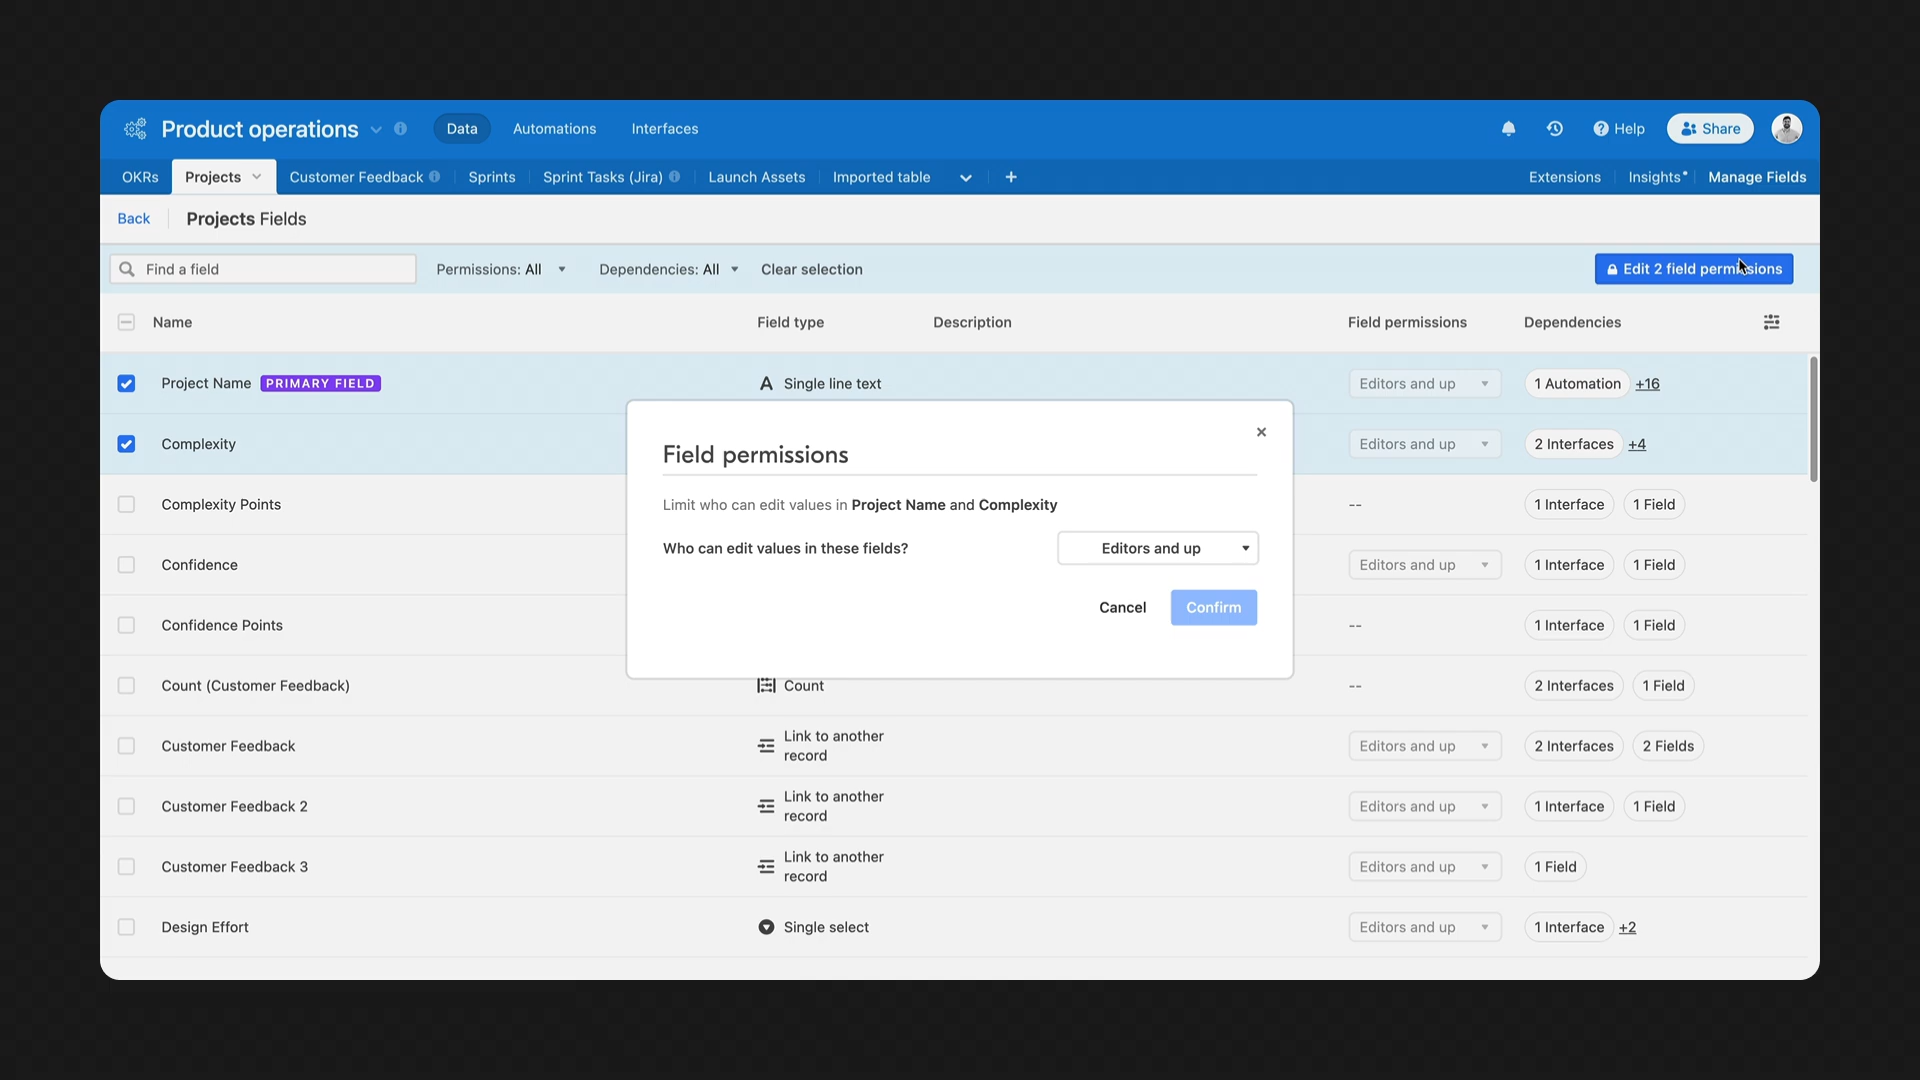 Product operations
Data
Automations
Interfaces
Help
Share
OKRs
Projects
Customer Feedback
Sprints
Sprint Tasks (Jira)
Launch Assets
Imported table
Extensions
Insights
Manage Fields
Back
Projects Fields
Find a field
Permissions: All
Dependencies: All
Clear selection
Edit 2 field permissions
Name
Field type
Description
Field permissions
Dependencies
Project Name PRIMARY FIELD
Single line text
Editors and up
1 Automation +16
Complexity
Editors and up
2 Interfaces +4
Field permissions
Limit who can edit values in Project Name and Complexity
Who can edit values in these fields?
Editors and up
Cancel
Confirm
Complexity Points
--
1 Interface 1 Field
Confidence
Editors and up
1 Interface 1 Field
Confidence Points
--
1 Interface 1 Field
Count (Customer Feedback)
Count
--
2 Interfaces 1 Field
Customer Feedback
Link to another
record
Editors and up
2 Interfaces 2 Fields
Customer Feedback 2
Link to another
record
Editors and up
1 Interface 1 Field
Customer Feedback 3
Link to another
record
Editors and up
1 Field
Design Effort
Single select
Editors and up
1 Interface +2